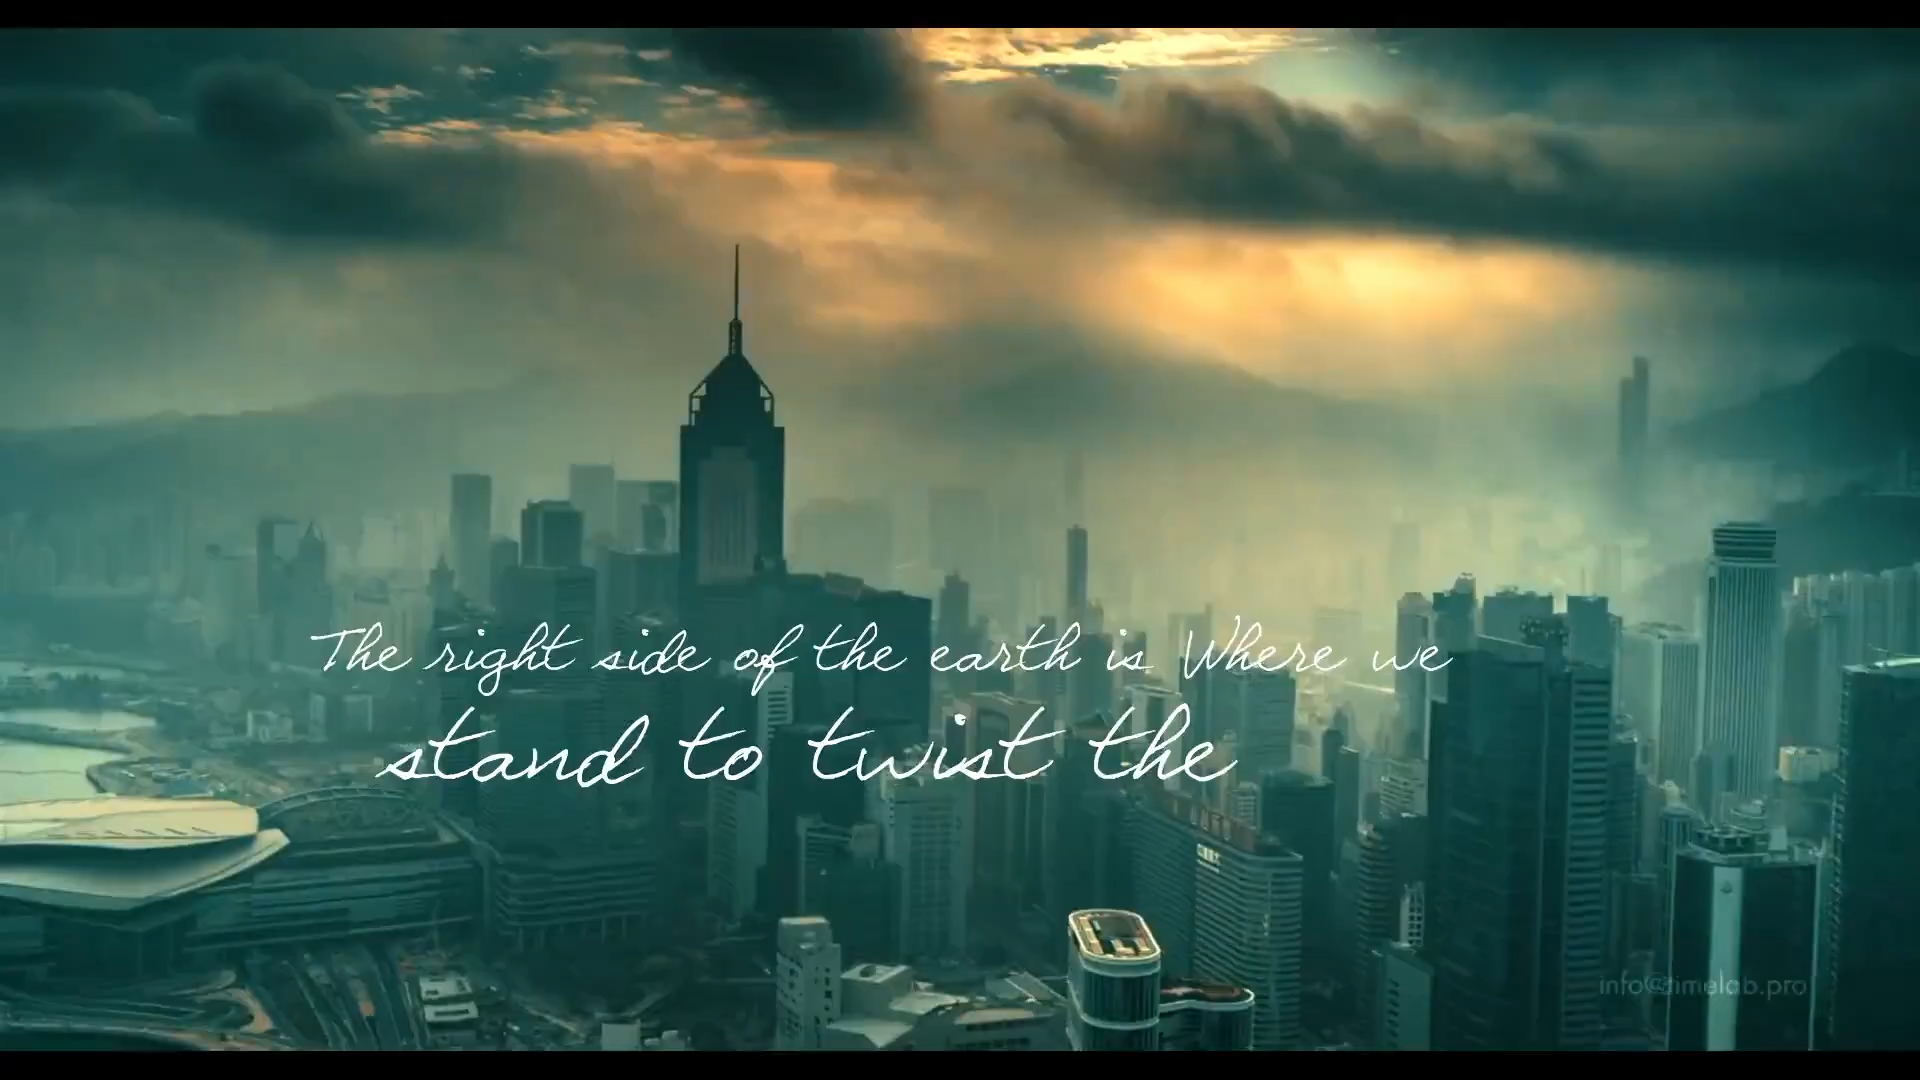 The right side of the earth is Where we
stand to twist the
info@timelab.pro